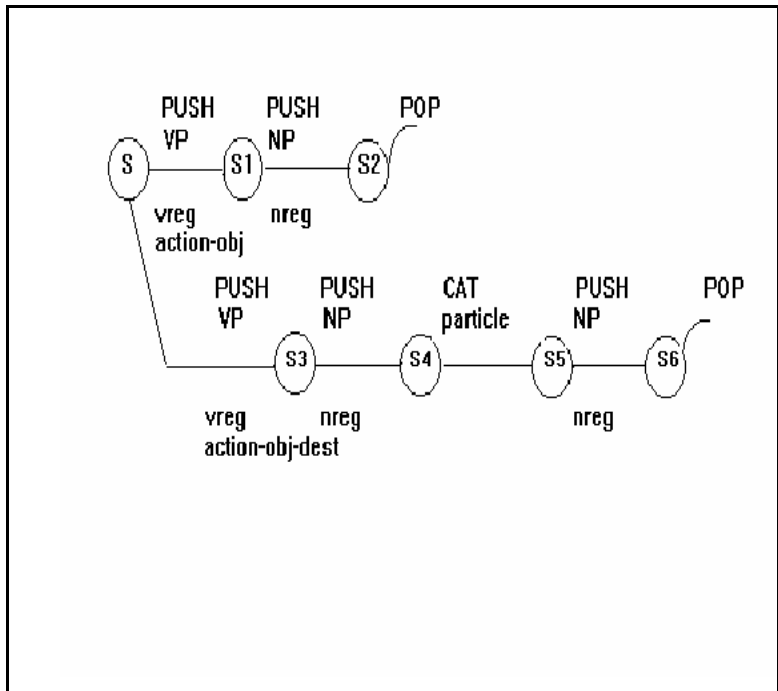 PUSH PUSH POP
VP NP
S S1 S2
vreg nreg
action-obj
PUSH PUSH CAT PUSH POP
VP NP particle NP
S3 S4 S5 S6
vreg nreg nreg
action-obj-dest